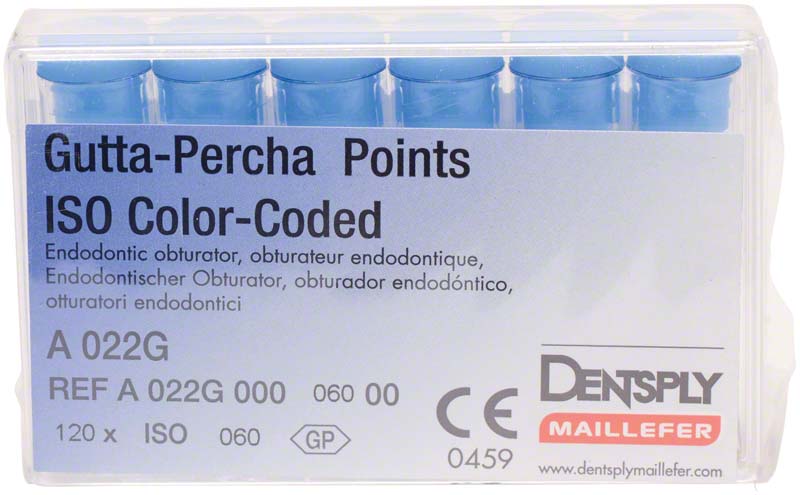 Gutta-Percha Points
ISO Color-Coded
Endodontic obturator, obturateur endodontique,
Endodontischer Obturator, obturador endodóntico,
otturatori endodontici
A 022G
REF A 022G 000 060 00
120 x ISO 060 GP
CE
0459
DENTSPLY
MAILLEFER
www.dentsplymaillefer.com